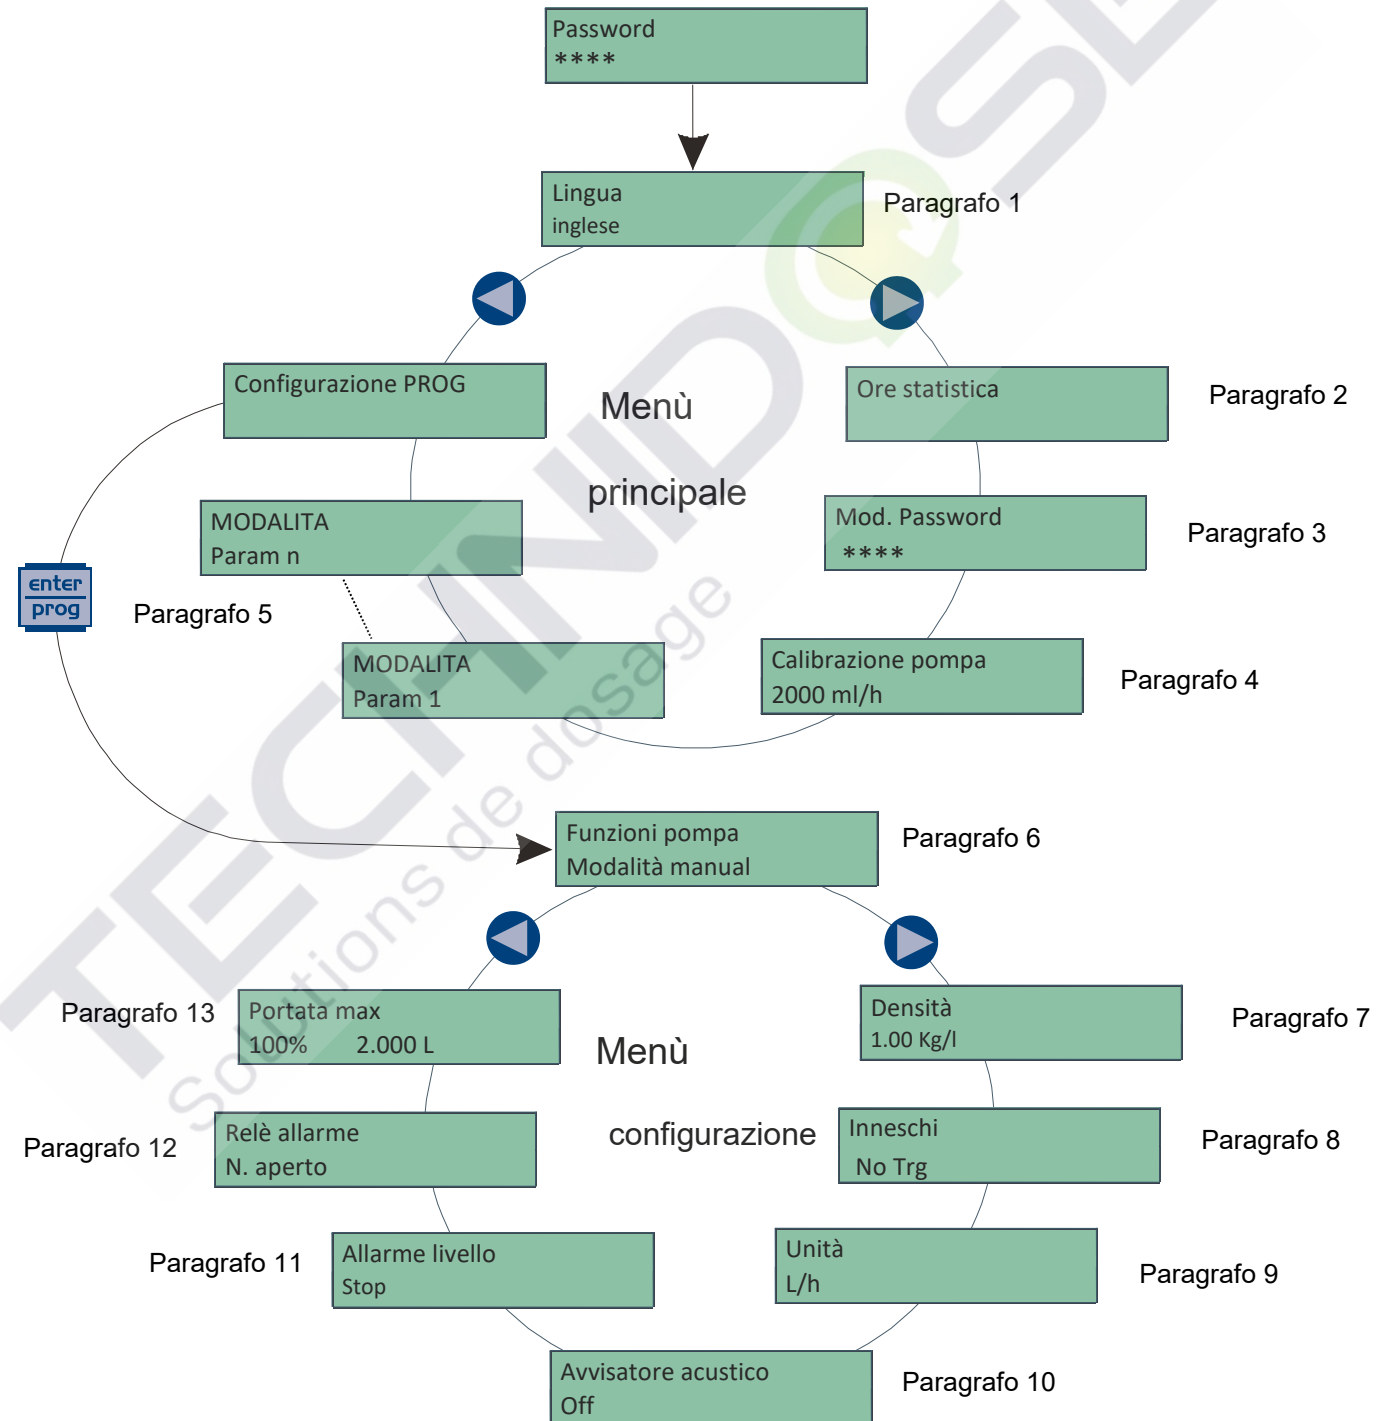 Password
****
Lingua
inglese
Paragrafo 1
Configurazione PROG
Menù
principale
Ore statistica
Paragrafo 2
MODALITA
Param n
Mod. Password
****
Paragrafo 3
enter
prog
Paragrafo 5
MODALITA
Param 1
Calibrazione pompa
2000 ml/h
Paragrafo 4
Funzioni pompa
Modalità manual
Paragrafo 6
Paragrafo 13
Portata max
100% 2.000 L
Menù
configurazione
Densità
1.00 Kg/l
Paragrafo 7
Paragrafo 12
Relè allarme
N. aperto
Inneschi
No Trg
Paragrafo 8
Paragrafo 11
Allarme livello
Stop
Unità
L/h
Paragrafo 9
Avvisatore acustico
Off
Paragrafo 10
TECHNIDOSE
Solutions de dosage